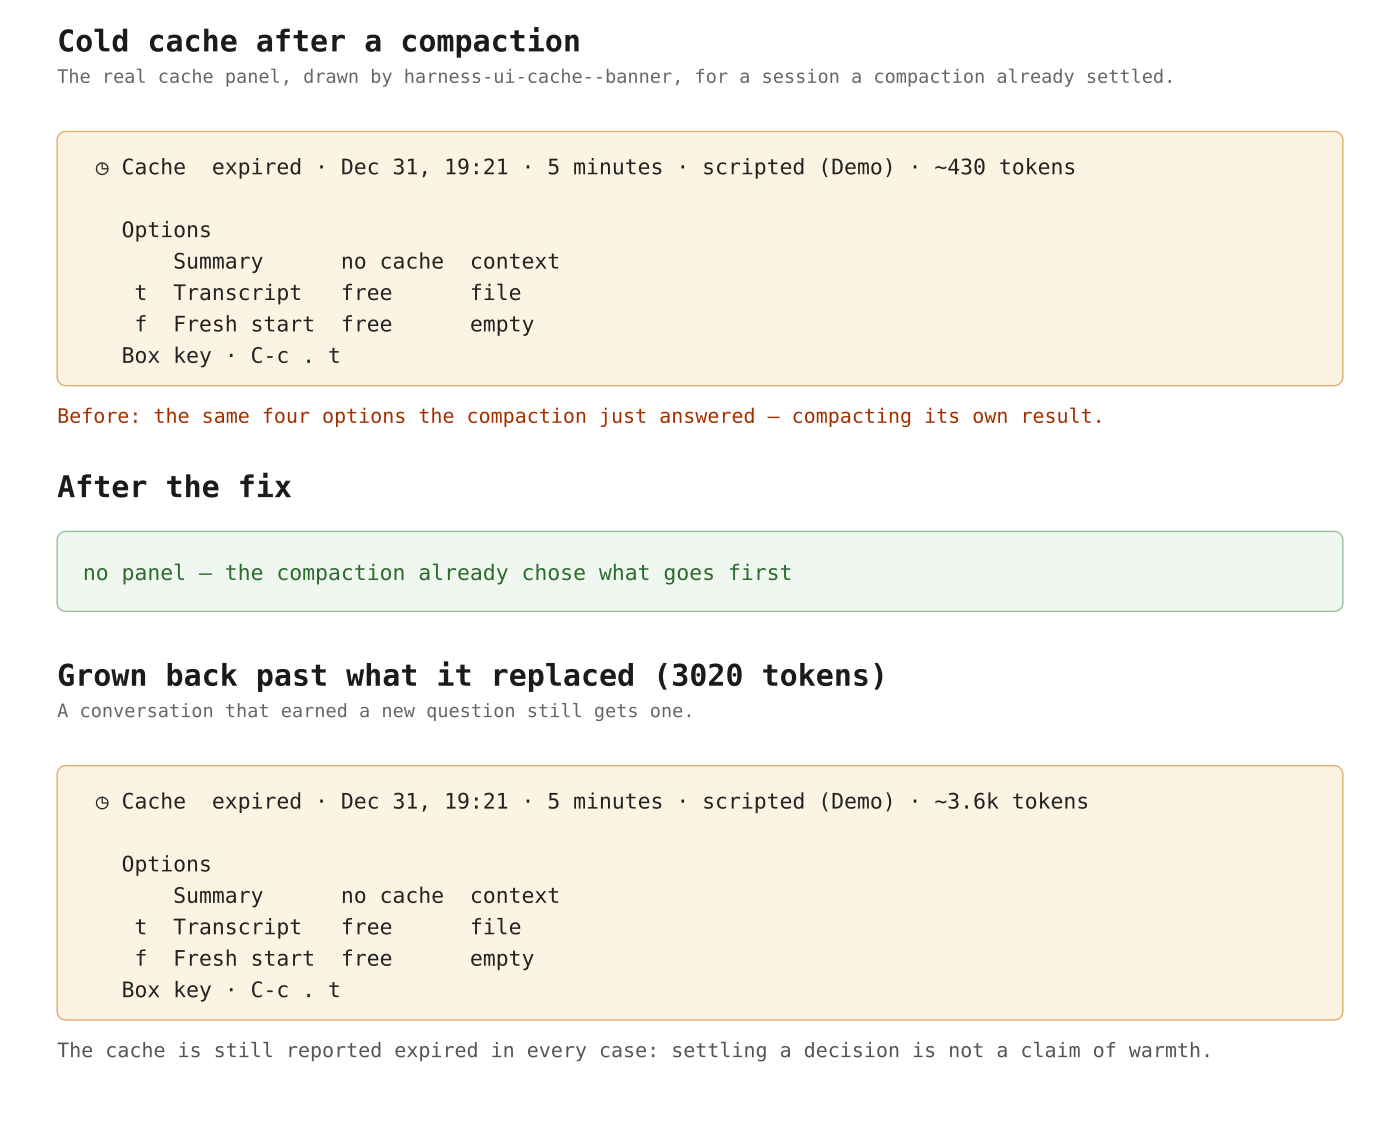 Cold cache after a compaction
The real cache panel, drawn by harness-ui-cache--banner, for a session a compaction already settled.
◷ Cache  expired · Dec 31, 19:21 · 5 minutes · scripted (Demo) · ~430 tokens
Options
Summary      no cache  context
t  Transcript   free      file
f  Fresh start  free      empty
Box key · C-c . t
Before: the same four options the compaction just answered — compacting its own result.
After the fix
no panel — the compaction already chose what goes first
Grown back past what it replaced (3020 tokens)
A conversation that earned a new question still gets one.
◷ Cache  expired · Dec 31, 19:21 · 5 minutes · scripted (Demo) · ~3.6k tokens
Options
Summary      no cache  context
t  Transcript   free      file
f  Fresh start  free      empty
Box key · C-c . t
The cache is still reported expired in every case: settling a decision is not a claim of warmth.